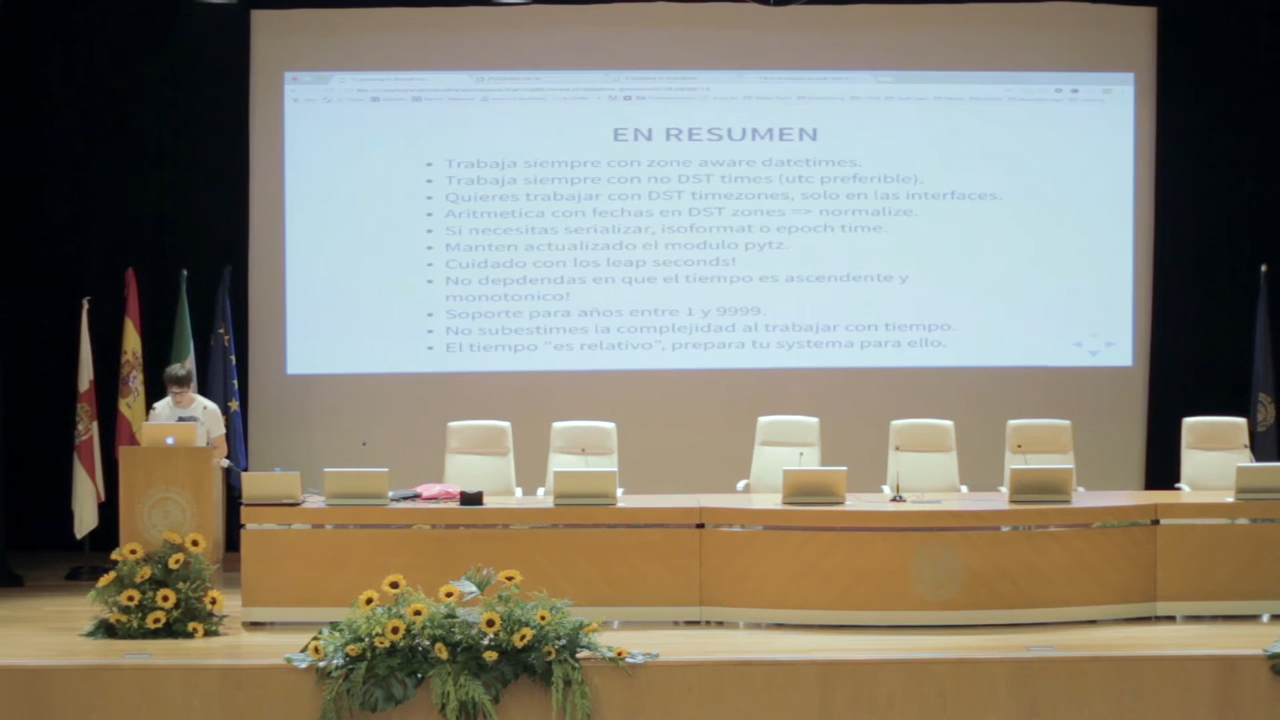 EN RESUMEN
• Trabaja siempre con zone aware datetimes.
• Trabaja siempre con no DST times (utc preferible).
• Quieres trabajar con DST timezones, solo en las interfaces.
• Aritmetica con fechas en DST zones => normalize.
• Si necesitas serializar, isoformat o epoch time.
• Manten actualizado el modulo pytz.
• Cuidado con los leap seconds!
• No depdendas en que el tiempo es ascendente y
monotonico!
• Soporte para años entre 1 y 9999.
• No subestimes la complejidad al trabajar con tiempo.
• El tiempo "es relativo", prepara tu systema para ello.